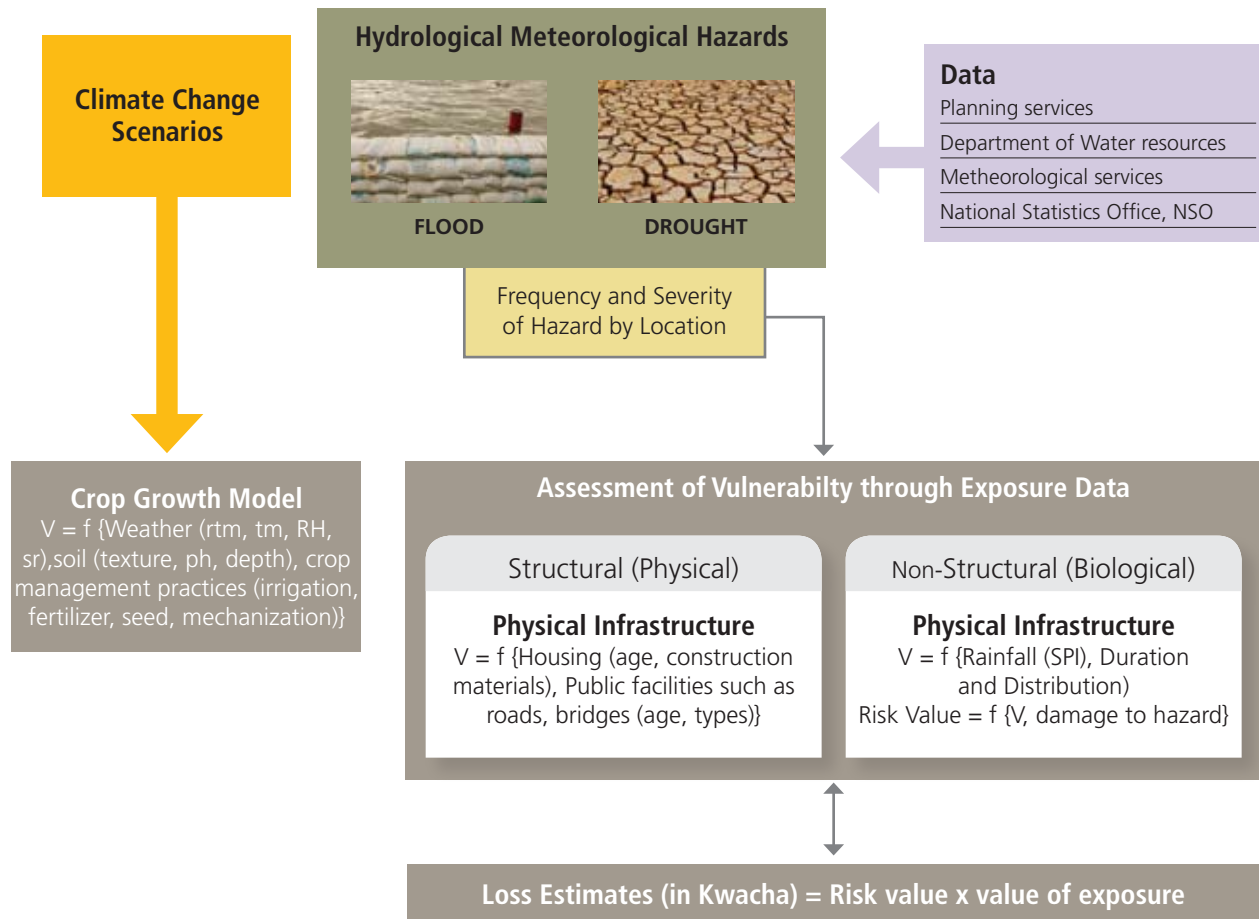 Climate Change
Scenarios
Hydrological Meteorological Hazards
FLOOD
DROUGHT
Data
Planning services
Department of Water resources
Metheorological services
National Statistics Office, NSO
Frequency and Severity
of Hazard by Location
Crop Growth Model
V = f {Weather (rtm, tm, RH,
sr),soil (texture, ph, depth), crop
management practices (irrigation,
fertilizer, seed, mechanization)}
Assessment of Vulnerabilty through Exposure Data
Structural (Physical)
Physical Infrastructure
V = f {Housing (age, construction
materials), Public facilities such as
roads, bridges (age, types)}
Non-Structural (Biological)
Physical Infrastructure
V = f {Rainfall (SPI), Duration
and Distribution)
Risk Value = f {V, damage to hazard}
Loss Estimates (in Kwacha) = Risk value x value of exposure